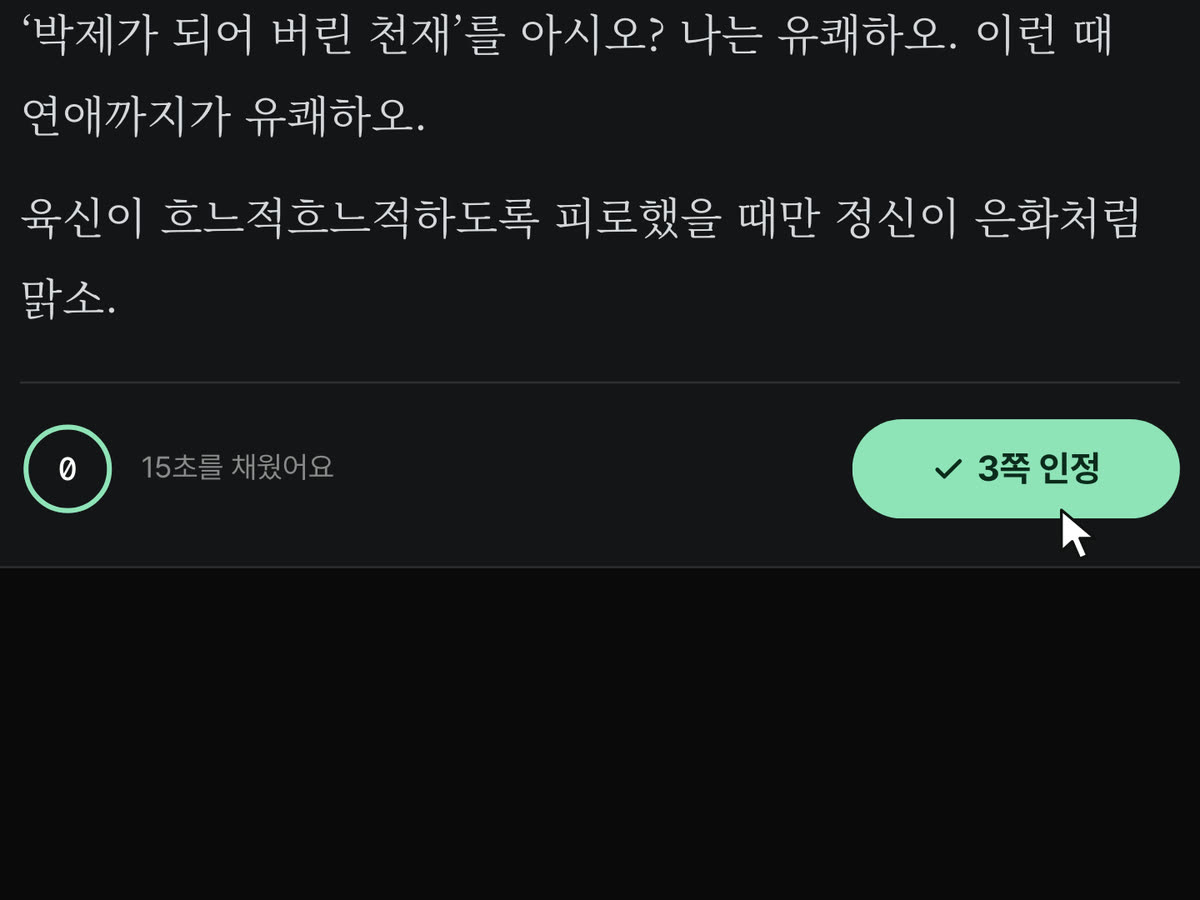 ‘박제가 되어 버린 천재’를 아시오? 나는 유쾌하오. 이런 때
연애까지가 유쾌하오.
육신이 흐느적흐느적하도록 피로했을 때만 정신이 은화처럼
맑소.
0
15초를 채웠어요
3쪽 인정